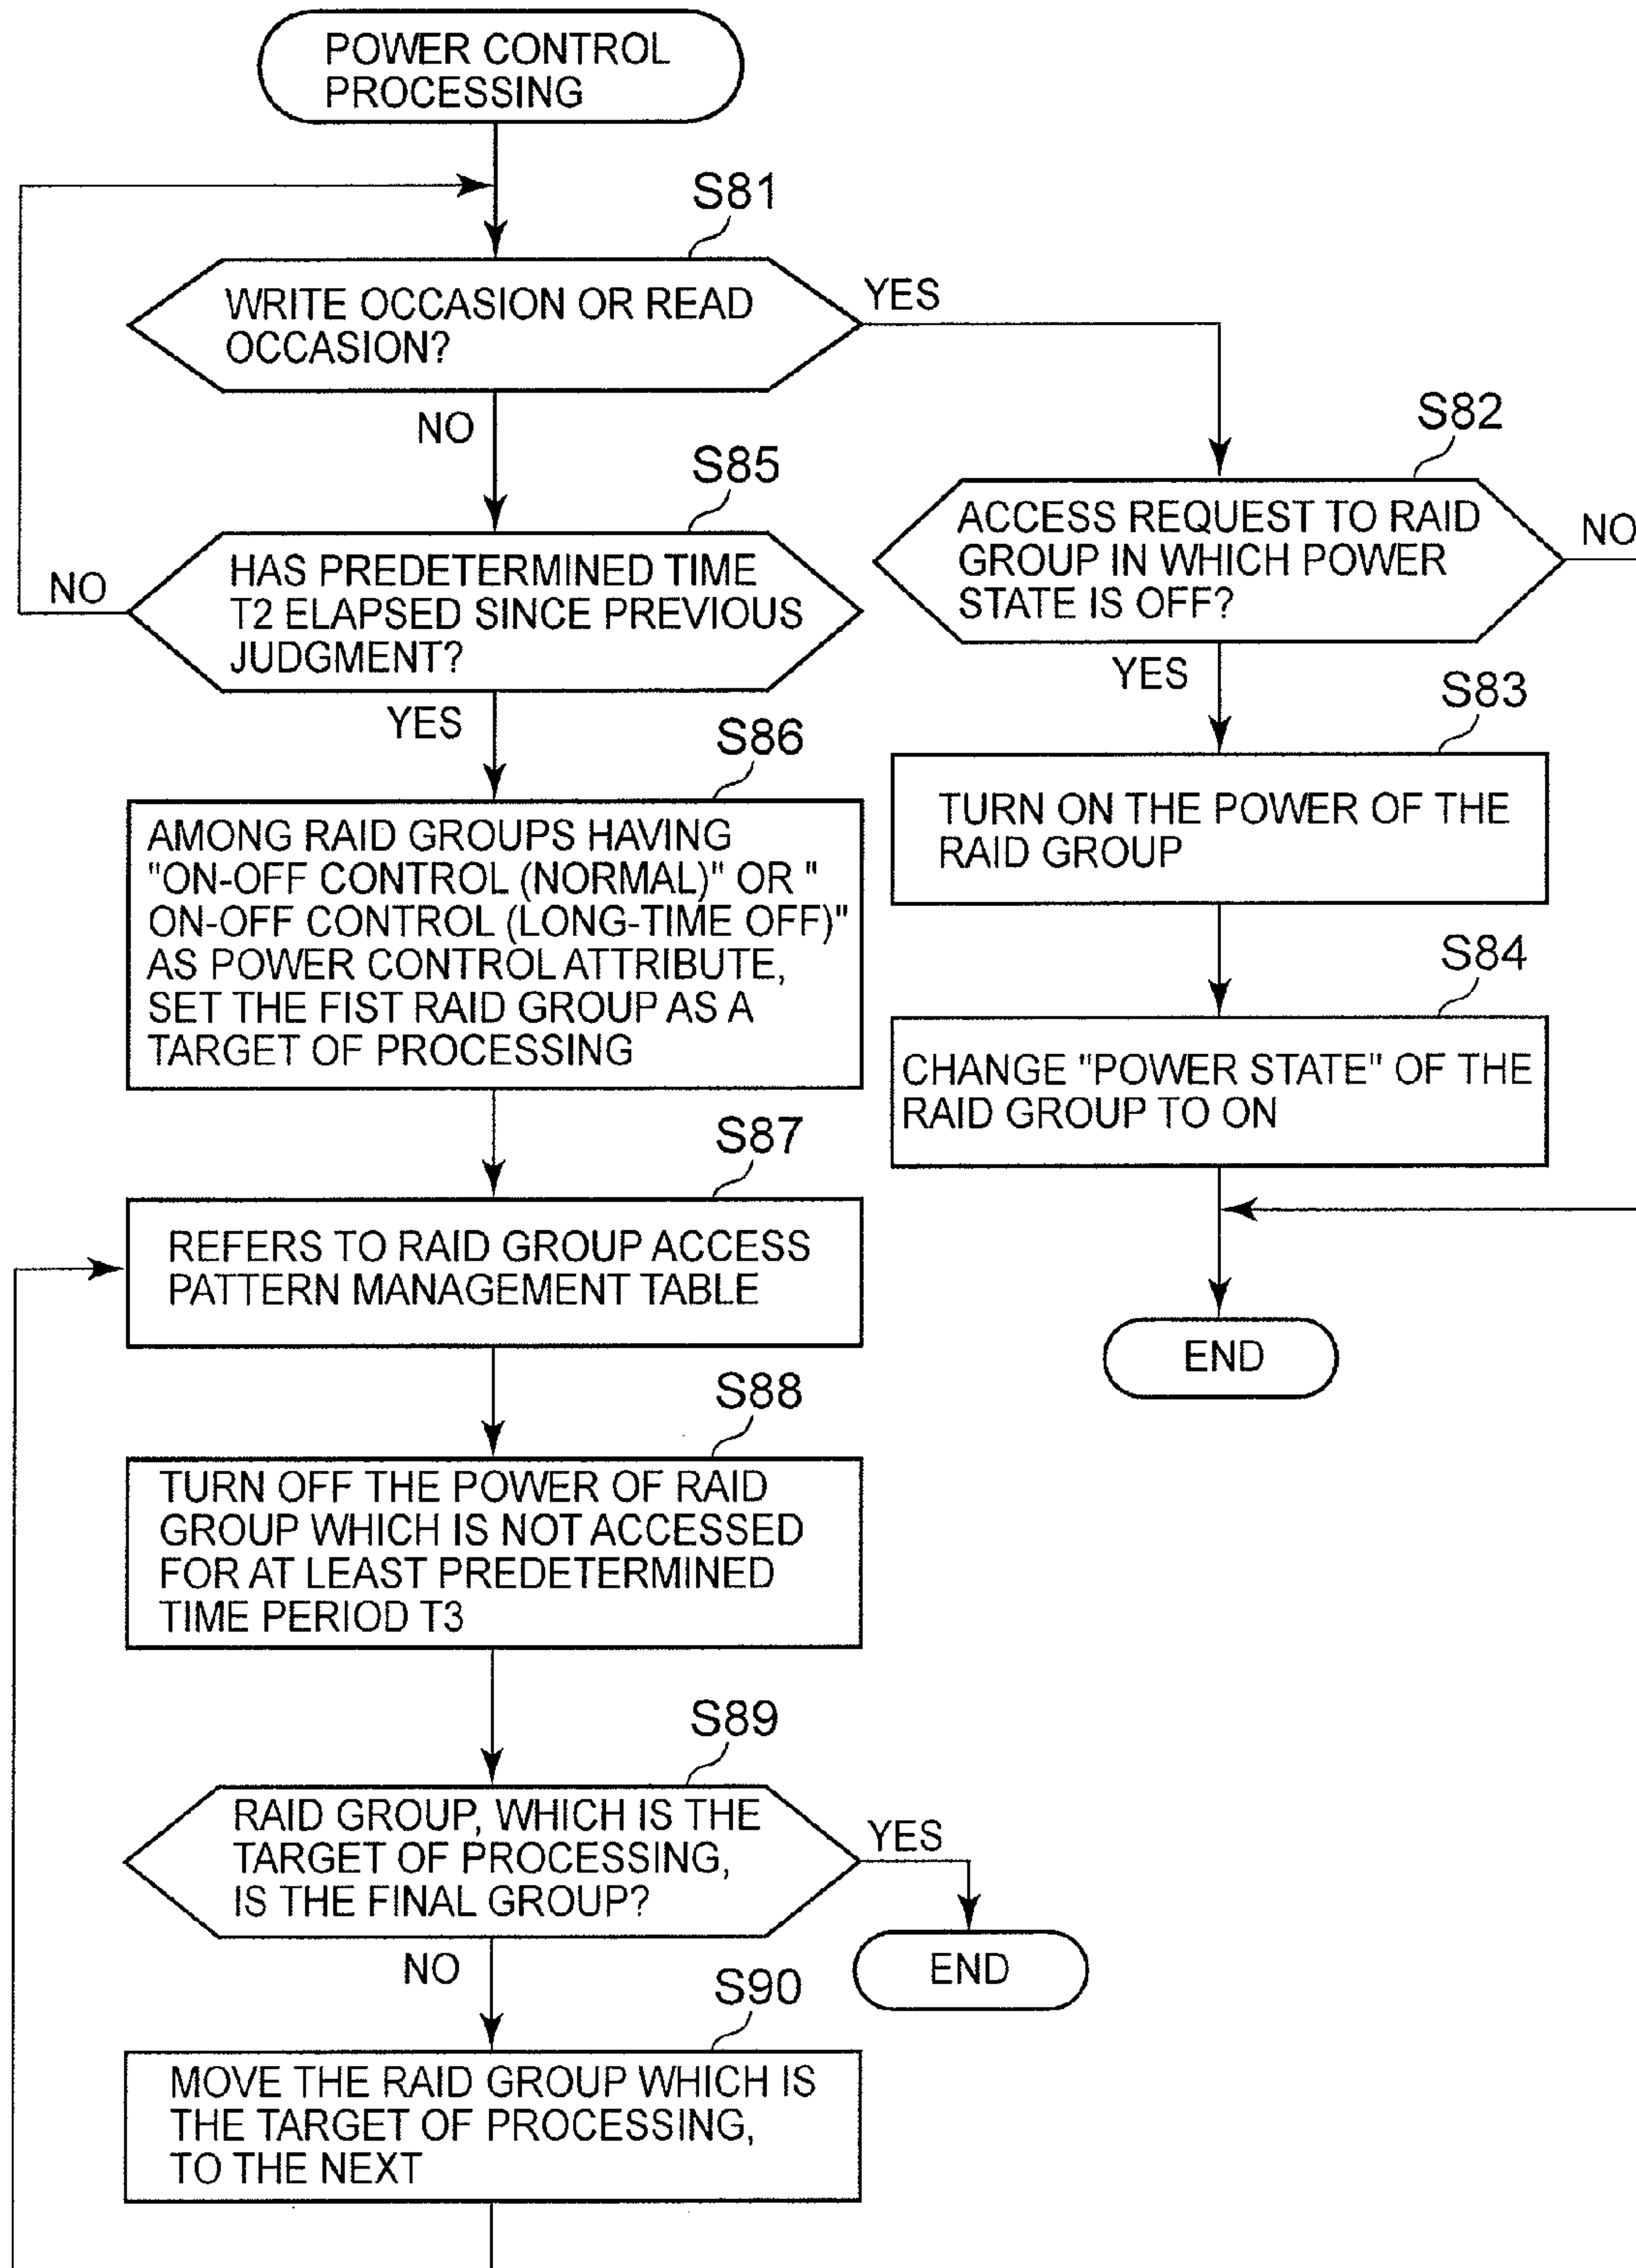 POWER CONTROL
PROCESSING
S81
WRITE OCCASION OR READ
OCCASION?
YES
NO
S82
ACCESS REQUEST TO RAID
GROUP IN WHICH POWER
STATE IS OFF?
NO
YES
S83
TURN ON THE POWER OF THE
RAID GROUP
S84
CHANGE "POWER STATE" OF THE
RAID GROUP TO ON
END
S85
HAS PREDETERMINED TIME
T2 ELAPSED SINCE PREVIOUS
JUDGMENT?
NO
YES
S86
AMONG RAID GROUPS HAVING
"ON-OFF CONTROL (NORMAL)" OR "
ON-OFF CONTROL (LONG-TIME OFF)"
AS POWER CONTROL ATTRIBUTE,
SET THE FIST RAID GROUP AS A
TARGET OF PROCESSING
S87
REFERS TO RAID GROUP ACCESS
PATTERN MANAGEMENT TABLE
S88
TURN OFF THE POWER OF RAID
GROUP WHICH IS NOT ACCESSED
FOR AT LEAST PREDETERMINED
TIME PERIOD T3
S89
RAID GROUP, WHICH IS THE
TARGET OF PROCESSING,
IS THE FINAL GROUP?
YES
END
NO
S90
MOVE THE RAID GROUP WHICH IS
THE TARGET OF PROCESSING,
TO THE NEXT